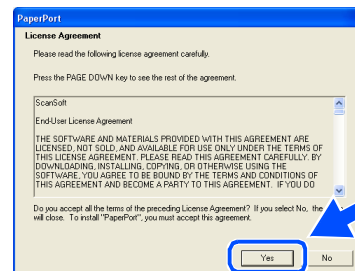 PaperPort
License Agreement
Please read the following license agreement carefully.
Press the PAGE DOWN key to see the rest of the agreement.
ScanSoft
End-User License Agreement
THE SOFTWARE AND MATERIALS PROVIDED WITH THIS AGREEMENT ARE
LICENSED, NOT SOLD, AND AVAILABLE FOR USE ONLY UNDER THE TERMS OF
THIS LICENSE AGREEMENT. PLEASE READ THIS AGREEMENT CAREFULLY. BY
DOWNLOADING, INSTALLING, COPYING, OR OTHERWISE USING THE
SOFTWARE, YOU AGREE TO BE BOUND BY THE TERMS AND CONDITIONS OF
THIS AGREEMENT AND BECOME A PARTY TO THIS AGREEMENT. IF YOU DO
Do you accept all the terms of the preceding License Agreement? If you select No, the
will close. To install "PaperPort", you must accept this agreement.
Yes
No